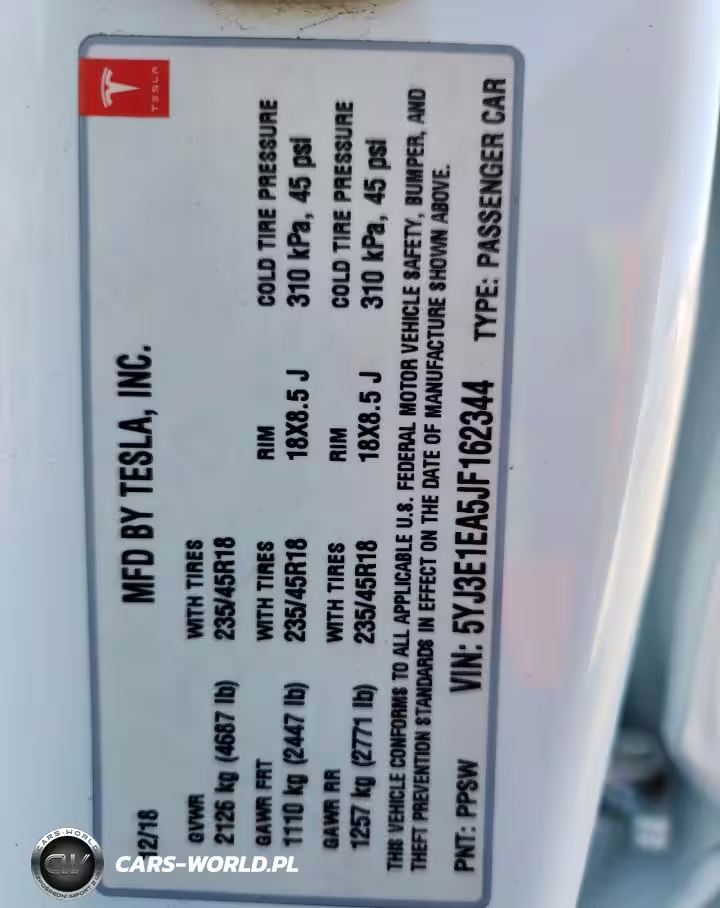 TESLA
MFD BY TESLA, INC.
12/18
GVWR WITH TIRES
2126 kg (4687 lb) 235/45R18
GAWR FRT WITH TIRES RIM COLD TIRE PRESSURE
1110 kg (2447 lb) 235/45R18 18X8.5 J 310 kPa, 45 psi
GAWR RR WITH TIRES RIM COLD TIRE PRESSURE
1257 kg (2771 lb) 235/45R18 18X8.5 J 310 kPa, 45 psi
THIS VEHICLE CONFORMS TO ALL APPLICABLE U.S. FEDERAL MOTOR VEHICLE SAFETY, BUMPER, AND
THEFT PREVENTION STANDARDS IN EFFECT ON THE DATE OF MANUFACTURE SHOWN ABOVE.
PNT: PPSW VIN: 5YJ3E1EA5JF162344 TYPE: PASSENGER CAR
CARS-WORLD
CW
CARS-WORLD.PL